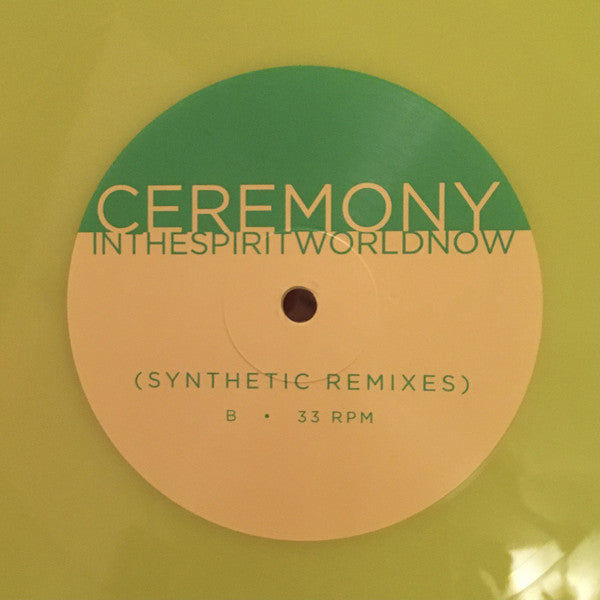 CEREMONY
INTHESPIRITWORLDNOW
(SYNTHETIC REMIXES)
B • 33 RPM